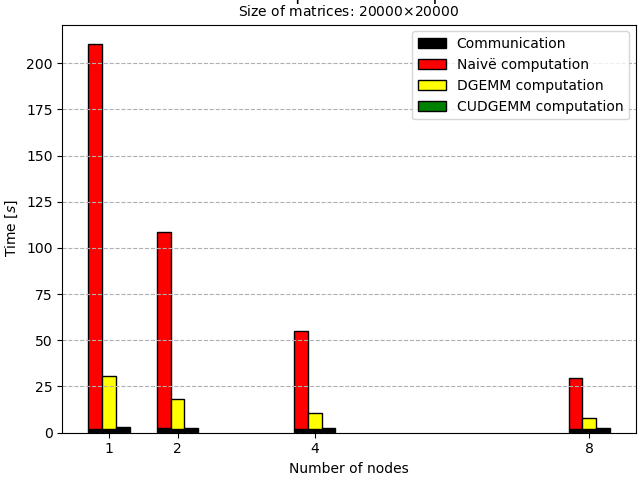 Size of matrices: 20000×20000
Communication
Naivë computation
DGEMM computation
CUDGEMM computation
Time [s]
200
175
150
125
100
75
50
25
0
1 2 4 8
Number of nodes